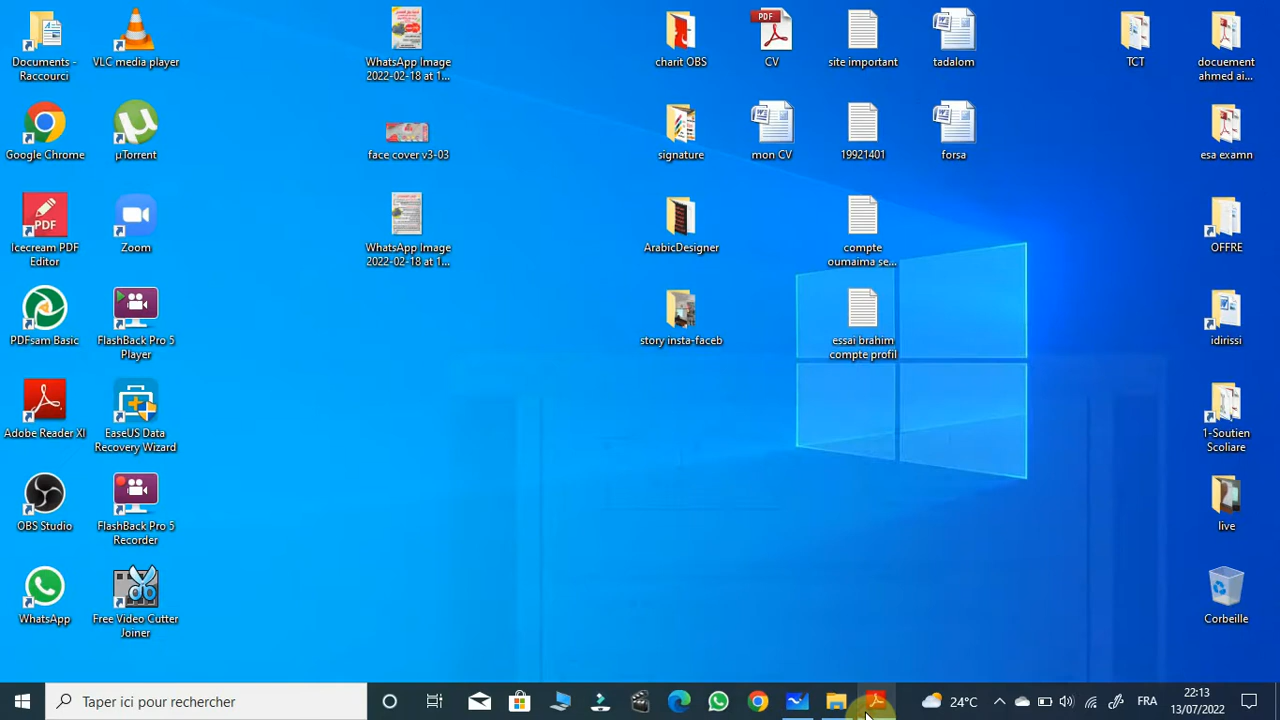 Documents -
Raccourci
VLC media player
WhatsApp Image
2022-02-18 at 1...
charit OBS
PDF
CV
site important
tadalom
TCT
docuement
ahmed ai...
Google Chrome
µTorrent
face cover v3-03
signature
mon CV
19921401
forsa
esa examn
PDF
Icecream PDF
Editor
Zoom
WhatsApp Image
2022-02-18 at 1...
ArabicDesigner
compte
oumaima se...
OFFRE
PDFsam Basic
FlashBack Pro 5
Player
story insta-faceb
essai brahim
compte profil
idirissi
Adobe Reader XI
EaseUS Data
Recovery Wizard
1-Soutien
Scoliare
OBS Studio
FlashBack Pro 5
Recorder
live
WhatsApp
Free Video Cutter
Joiner
Corbeille
Taper ici pour rechercher
24°C
FRA
22:13
13/07/2022